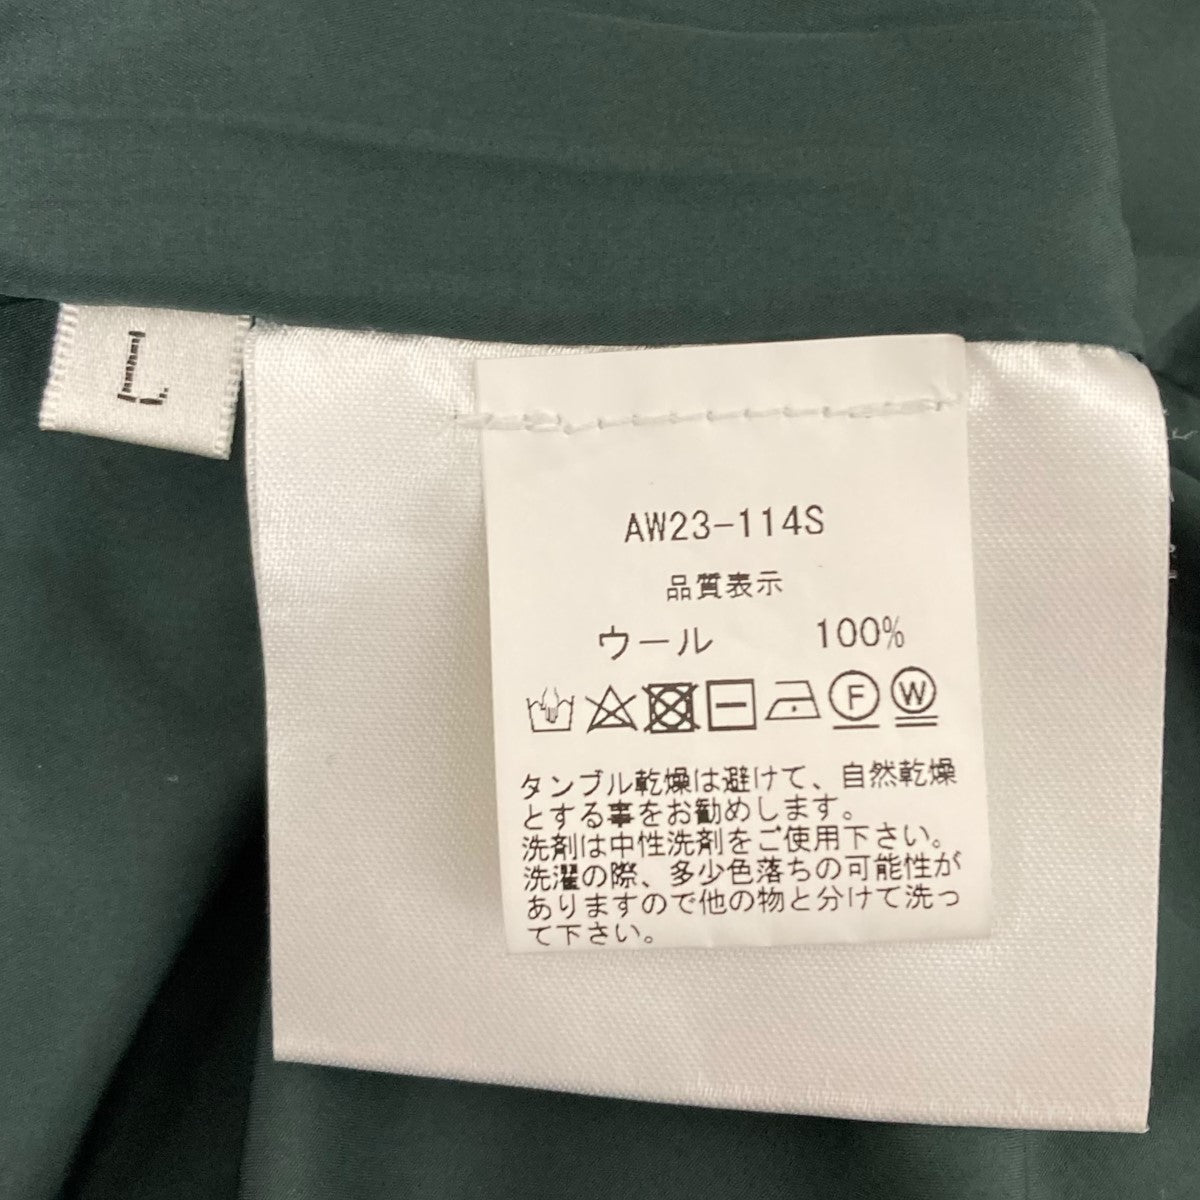 L
AW23-114S
品質表示
ウール 100%
F W
タンブル乾燥は避けて、自然乾燥
とする事をお勧めします。
洗剤は中性洗剤をご使用下さい。
洗濯の際、多少色落ちの可能性が
ありますので他の物と分けて洗っ
て下さい。